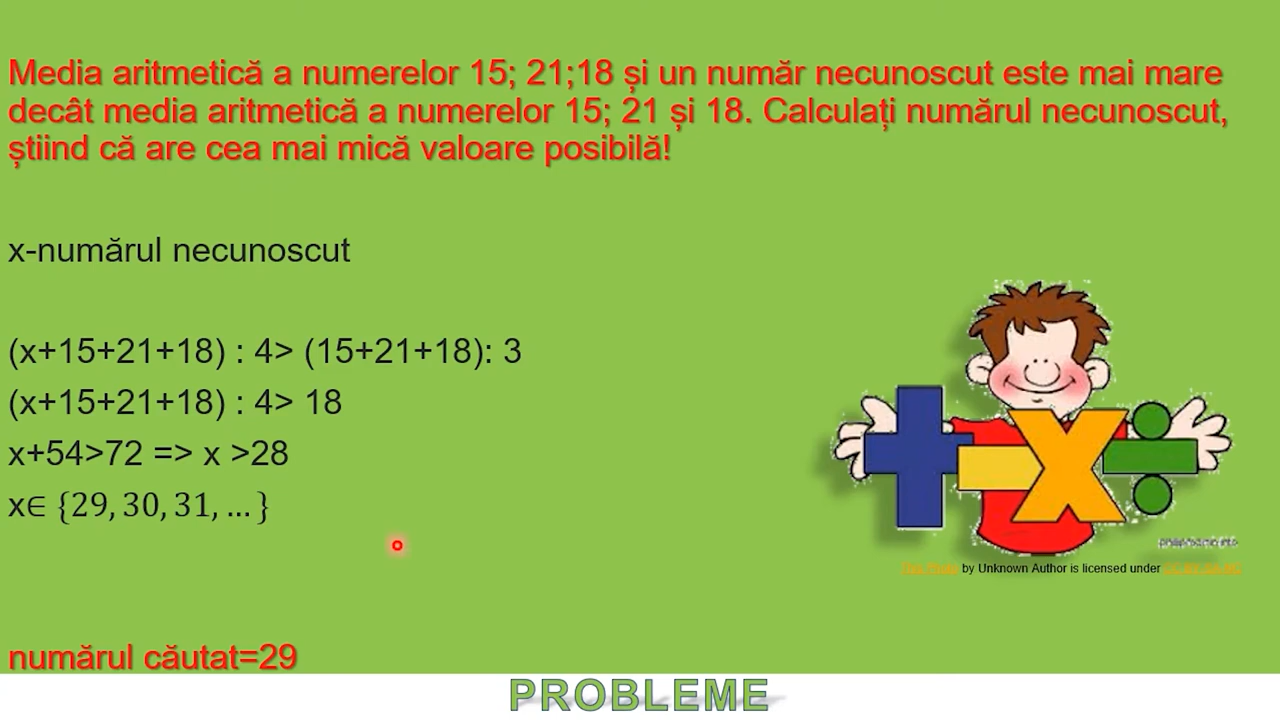 Media aritmetică a numerelor 15; 21;18 și un număr necunoscut este mai mare
decât media aritmetică a numerelor 15; 21 și 18. Calculați numărul necunoscut,
știind că are cea mai mică valoare posibilă!
x-numărul necunoscut
(x+15+21+18) : 4> (15+21+18): 3
(x+15+21+18) : 4> 18
x+54>72 => x >28
x∈ {29, 30, 31, … }
by Unknown Author is licensed under
numărul căutat=29
PROBLEME